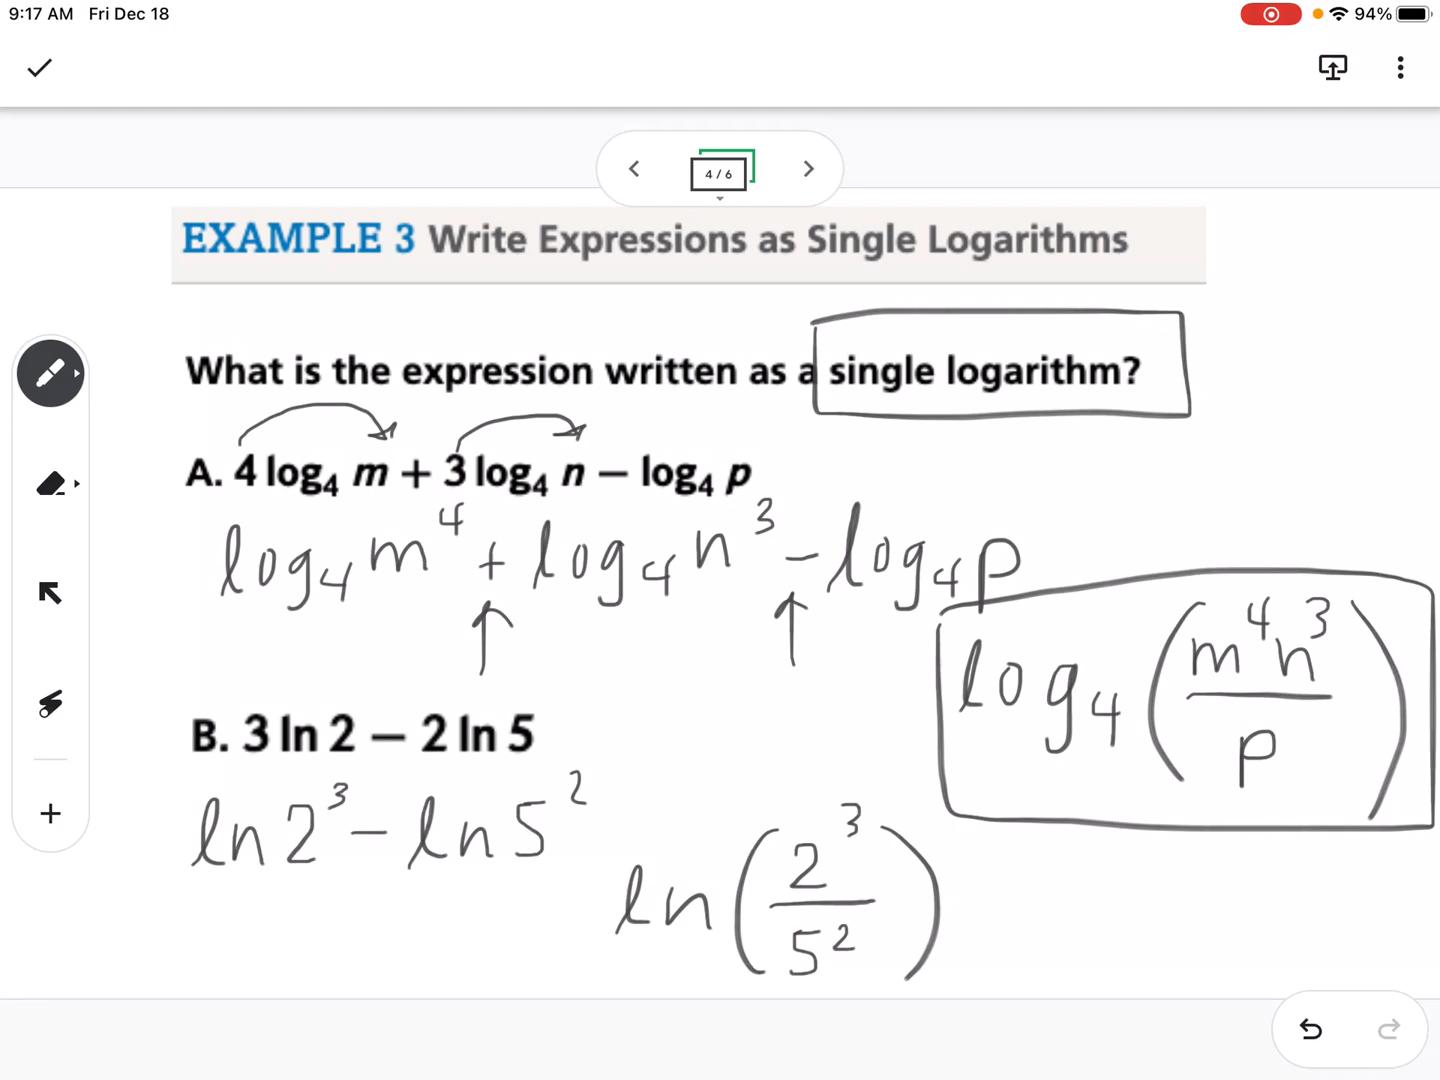 9:17 AM Fri Dec 18
94%
4 / 6
EXAMPLE 3 Write Expressions as Single Logarithms
What is the expression written as a single logarithm?
A. 4 log₄ m + 3 log₄ n − log₄ p
log₄ m⁴ + log₄ n³ − log₄ p
log₄ (m⁴n³/p)
B. 3 ln 2 − 2 ln 5
ln 2³ − ln 5²
ln (2³/5²)